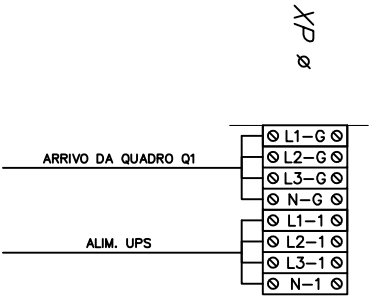 XP ø
L1-G
ARRIVO DA QUADRO Q1
L2-G
L3-G
N-G
L1-1
ALIM. UPS
L2-1
L3-1
N-1